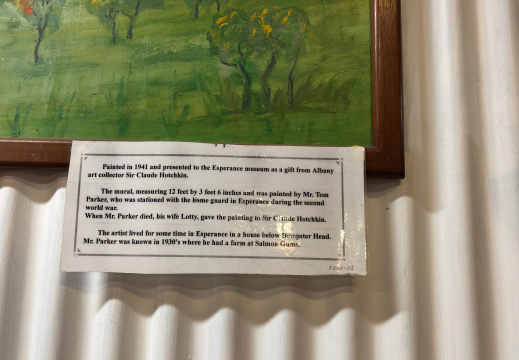 Painted in 1941 and presented to the Esperance museum as a gift from Albany
art collector Sir Claude Hotchkin.
The mural, measuring 12 feet by 3 feet 6 inches and was painted by Mr. Tom
Parker, who was stationed with the home guard in Esperance during the second
world war.
When Mr. Parker died, his wife Lotty, gave the painting to Sir Claude Hotchkin.
The artist lived for some time in Esperance in a house below Dempster Head.
Mr. Parker was known in 1930's where he had a farm at Salmon Gums.